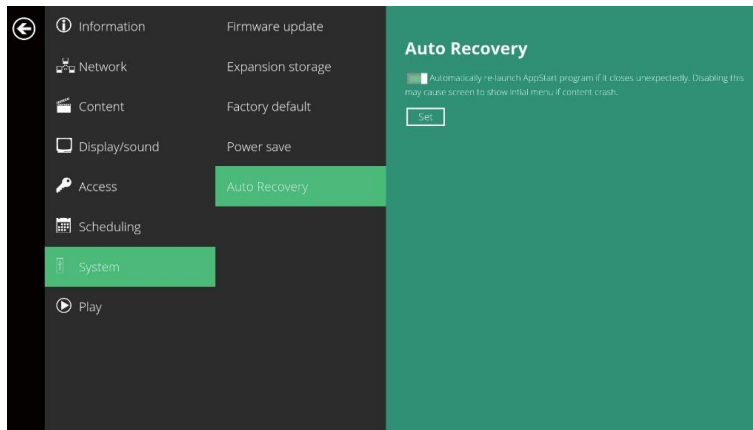 Information
Network
Content
Display/sound
Access
Scheduling
System
Play
Firmware update
Expansion storage
Factory default
Power save
Auto Recovery
Auto Recovery
Automatically re-launch AppStart program if it closes unexpectedly. Disabling this
may cause screen to show intial menu if content crash.
Set